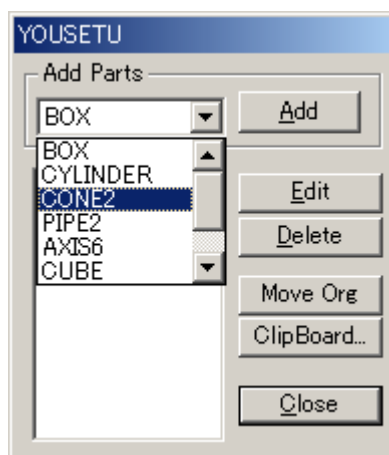 YOUSETU
Add Parts
BOX
Add
BOX
CYLINDER
CONE2
PIPE2
AXIS6
CUBE
Edit
Delete
Move Org
ClipBoard...
Close